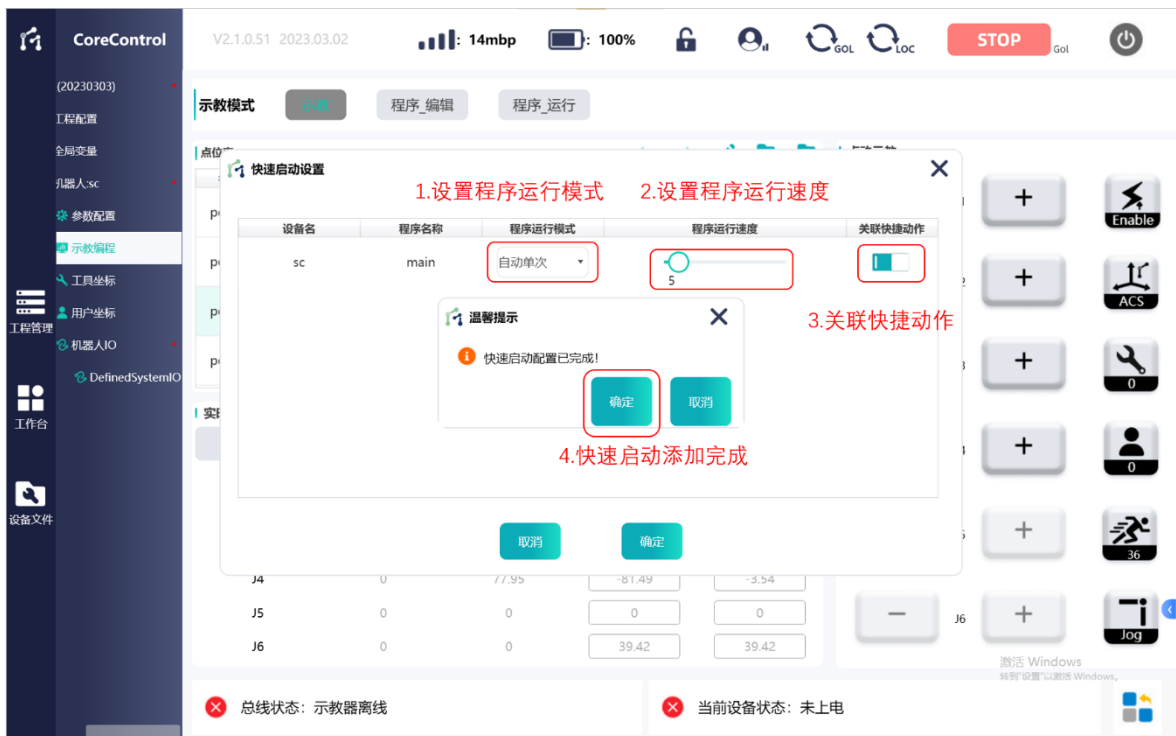 CoreControl
V2.1.0.51 2023.03.02
: 14mbp
: 100%
GOL
LOC
STOP
Gol
(20230303)
工程配置
全局变量
机器人:sc
参数配置
示教编程
工具坐标
用户坐标
机器人IO
DefinedSystemIO
工程管理
工作台
设备文件
示教模式
示教
程序_编辑
程序_运行
快速启动设置
1.设置程序运行模式
2.设置程序运行速度
设备名 程序名称 程序运行模式 程序运行速度 关联快捷动作
sc main 自动单次
5
3.关联快捷动作
温馨提示
快速启动配置已完成!
确定 取消
4.快速启动添加完成
取消 确定
J4 0 77.95 -81.49 -3.54
J5 0 0 0 0
J6 0 0 39.42 39.42
+
Enable
+
ACS
+
0
+
0
+
36
− J6 +
Jog
激活 Windows
转到"设置"以激活 Windows。
总线状态：示教器离线
当前设备状态：未上电